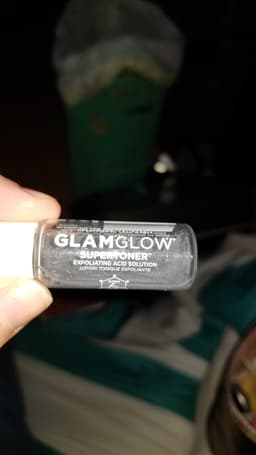 GLAMGLOW
SUPERTONER
EXFOLIATING ACID SOLUTION
LOTION TONIQUE EXFOLIANTE